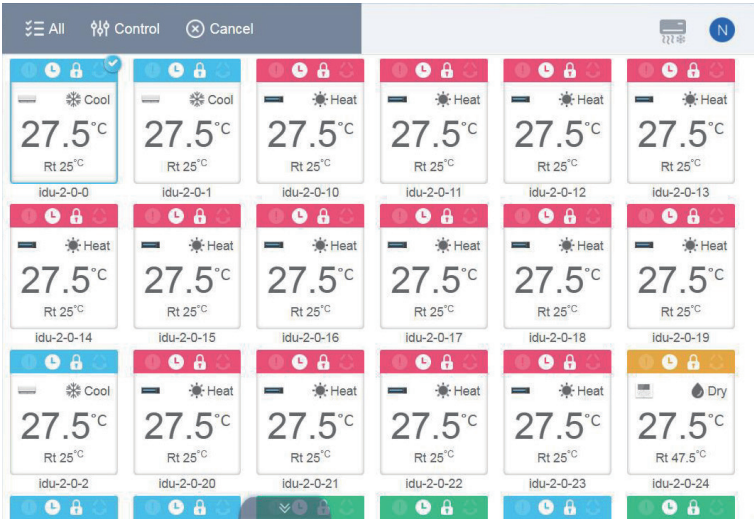 All Control Cancel N
Cool Cool Heat Heat Heat Heat
27.5°C 27.5°C 27.5°C 27.5°C 27.5°C 27.5°C
Rt 25°C Rt 25°C Rt 25°C Rt 25°C Rt 25°C Rt 25°C
idu-2-0-0 idu-2-0-1 idu-2-0-10 idu-2-0-11 idu-2-0-12 idu-2-0-13
Heat Heat Heat Heat Heat Heat
27.5°C 27.5°C 27.5°C 27.5°C 27.5°C 27.5°C
Rt 25°C Rt 25°C Rt 25°C Rt 25°C Rt 25°C Rt 25°C
idu-2-0-14 idu-2-0-15 idu-2-0-16 idu-2-0-17 idu-2-0-18 idu-2-0-19
Cool Heat Heat Heat Heat Dry
27.5°C 27.5°C 27.5°C 27.5°C 27.5°C 27.5°C
Rt 25°C Rt 25°C Rt 25°C Rt 25°C Rt 25°C Rt 47.5°C
idu-2-0-2 idu-2-0-20 idu-2-0-21 idu-2-0-22 idu-2-0-23 idu-2-0-24